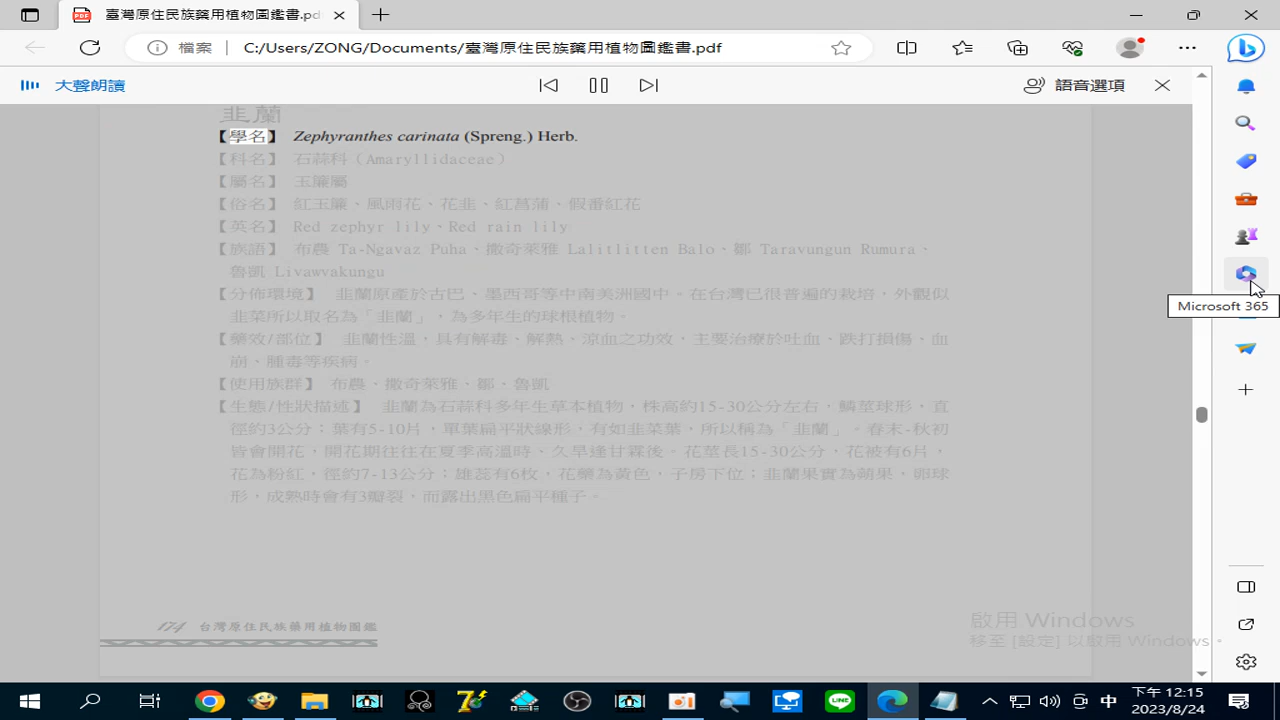 臺灣原住民族藥用植物圖鑑書.pdf
檔案 C:/Users/ZONG/Documents/臺灣原住民族藥用植物圖鑑書.pdf
大聲朗讀 語音選項
韭蘭
【學名】 Zephyranthes carinata (Spreng.) Herb.
【科名】 石蒜科（Amaryllidaceae）
【屬名】 玉簾屬
【俗名】 紅玉簾、風雨花、花韭、紅菖蒲、假番紅花
【英名】 Red zephyr lily、Red rain lily
【族語】 布農 Ta-Ngavaz Puha、撒奇萊雅 Lalitlitten Balo、鄒 Taravungun Rumura、
魯凱 Livawvakungu
【分佈環境】 韭蘭原產於古巴、墨西哥等中南美洲國中。在台灣已很普遍的栽培，外觀似
韭菜所以取名為「韭蘭」，為多年生的球根植物。
【藥效/部位】 韭蘭性溫，具有解毒、解熱、涼血之功效，主要治療於吐血、跌打損傷、血
崩、腫毒等疾病。
【使用族群】 布農、撒奇萊雅、鄒、魯凱
【生態/性狀描述】 韭蘭為石蒜科多年生草本植物，株高約15-30公分左右，鱗莖球形，直
徑約3公分；葉有5-10片，單葉扁平狀線形，有如韭菜葉，所以稱為「韭蘭」。春末-秋初
皆會開花，開花期往往在夏季高溫時、久旱逢甘霖後。花莖長15-30公分，花被有6片，
花為粉紅，徑約7-13公分；雄蕊有6枚，花藥為黃色，子房下位；韭蘭果實為蒴果，卵球
形，成熟時會有3瓣裂，而露出黑色扁平種子。
174 台灣原住民族藥用植物圖鑑
Microsoft 365
啟用 Windows
移至 [設定] 以啟用 Windows。
中
下午 12:15
2023/8/24